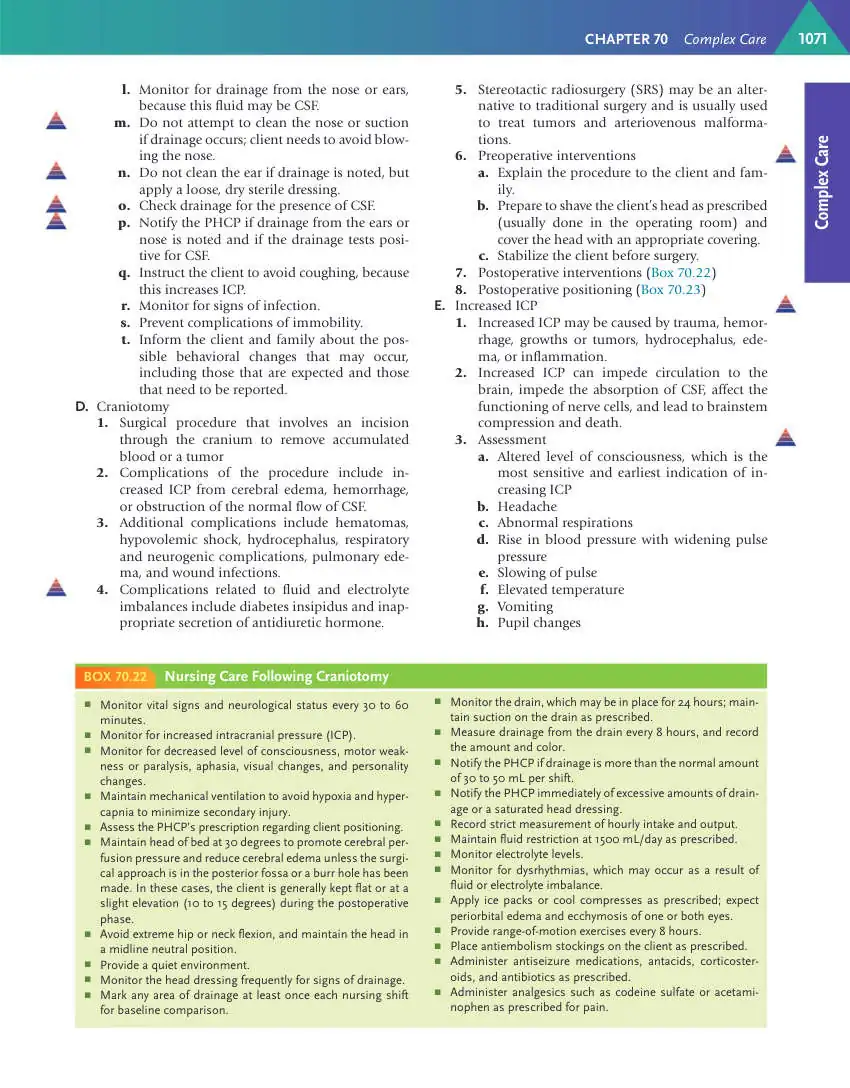 CHAPTER 70 Complex Care 1071
l. Monitor for drainage from the nose or ears,
because this fluid may be CSF.
m. Do not attempt to clean the nose or suction
if drainage occurs; client needs to avoid blow-
ing the nose.
n. Do not clean the ear if drainage is noted, but
apply a loose, dry sterile dressing.
o. Check drainage for the presence of CSF.
p. Notify the PHCP if drainage from the ears or
nose is noted and if the drainage tests posi-
tive for CSF.
q. Instruct the client to avoid coughing, because
this increases ICP.
r. Monitor for signs of infection.
s. Prevent complications of immobility.
t. Inform the client and family about the pos-
sible behavioral changes that may occur,
including those that are expected and those
that need to be reported.
D. Craniotomy
1. Surgical procedure that involves an incision
through the cranium to remove accumulated
blood or a tumor
2. Complications of the procedure include in-
creased ICP from cerebral edema, hemorrhage,
or obstruction of the normal flow of CSF.
3. Additional complications include hematomas,
hypovolemic shock, hydrocephalus, respiratory
and neurogenic complications, pulmonary ede-
ma, and wound infections.
4. Complications related to fluid and electrolyte
imbalances include diabetes insipidus and inap-
propriate secretion of antidiuretic hormone.
5. Stereotactic radiosurgery (SRS) may be an alter-
native to traditional surgery and is usually used
to treat tumors and arteriovenous malforma-
tions.
6. Preoperative interventions
a. Explain the procedure to the client and fam-
ily.
b. Prepare to shave the client's head as prescribed
(usually done in the operating room) and
cover the head with an appropriate covering.
c. Stabilize the client before surgery.
7. Postoperative interventions (Box 70.22)
8. Postoperative positioning (Box 70.23)
E. Increased ICP
1. Increased ICP may be caused by trauma, hemor-
rhage, growths or tumors, hydrocephalus, ede-
ma, or inflammation.
2. Increased ICP can impede circulation to the
brain, impede the absorption of CSF, affect the
functioning of nerve cells, and lead to brainstem
compression and death.
3. Assessment
a. Altered level of consciousness, which is the
most sensitive and earliest indication of in-
creasing ICP
b. Headache
c. Abnormal respirations
d. Rise in blood pressure with widening pulse
pressure
e. Slowing of pulse
f. Elevated temperature
g. Vomiting
h. Pupil changes
Complex Care
BOX 70.22 Nursing Care Following Craniotomy
■ Monitor vital signs and neurological status every 30 to 60
minutes.
■ Monitor for increased intracranial pressure (ICP).
■ Monitor for decreased level of consciousness, motor weak-
ness or paralysis, aphasia, visual changes, and personality
changes.
■ Maintain mechanical ventilation to avoid hypoxia and hyper-
capnia to minimize secondary injury.
■ Assess the PHCP's prescription regarding client positioning.
■ Maintain head of bed at 30 degrees to promote cerebral per-
fusion pressure and reduce cerebral edema unless the surgi-
cal approach is in the posterior fossa or a burr hole has been
made. In these cases, the client is generally kept flat or at a
slight elevation (10 to 15 degrees) during the postoperative
phase.
■ Avoid extreme hip or neck flexion, and maintain the head in
a midline neutral position.
■ Provide a quiet environment.
■ Monitor the head dressing frequently for signs of drainage.
■ Mark any area of drainage at least once each nursing shift
for baseline comparison.
■ Monitor the drain, which may be in place for 24 hours; main-
tain suction on the drain as prescribed.
■ Measure drainage from the drain every 8 hours, and record
the amount and color.
■ Notify the PHCP if drainage is more than the normal amount
of 30 to 50 mL per shift.
■ Notify the PHCP immediately of excessive amounts of drain-
age or a saturated head dressing.
■ Record strict measurement of hourly intake and output.
■ Maintain fluid restriction at 1500 mL/day as prescribed.
■ Monitor electrolyte levels.
■ Monitor for dysrhythmias, which may occur as a result of
fluid or electrolyte imbalance.
■ Apply ice packs or cool compresses as prescribed; expect
periorbital edema and ecchymosis of one or both eyes.
■ Provide range-of-motion exercises every 8 hours.
■ Place antiembolism stockings on the client as prescribed.
■ Administer antiseizure medications, antacids, corticoster-
oids, and antibiotics as prescribed.
■ Administer analgesics such as codeine sulfate or acetami-
nophen as prescribed for pain.